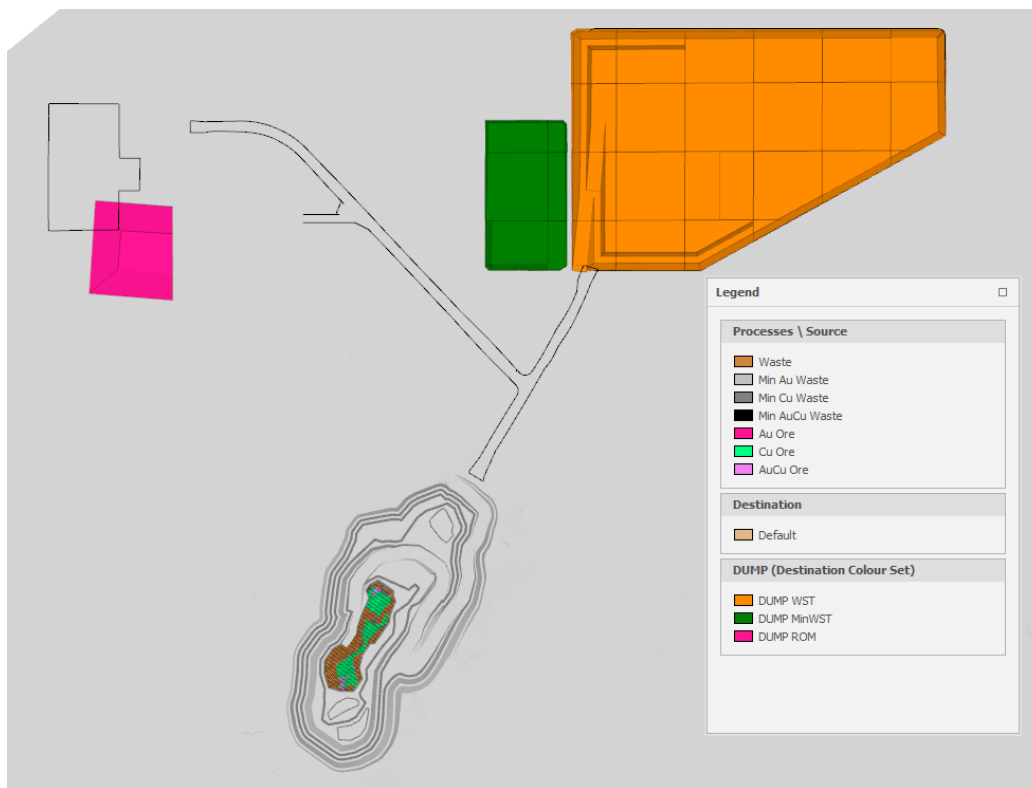 Legend
Processes \ Source
Waste
Min Au Waste
Min Cu Waste
Min AuCu Waste
Au Ore
Cu Ore
AuCu Ore
Destination
Default
DUMP (Destination Colour Set)
DUMP WST
DUMP MinWST
DUMP ROM